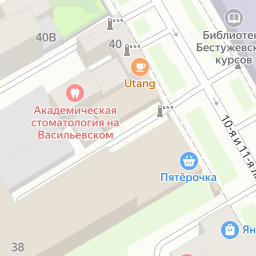 Библиотек
Бестужевск
курсов
40В
40
Utang
Академическая
стоматология на
Васильевском
10-я и 11-я
Пятёрочка
Ян
38